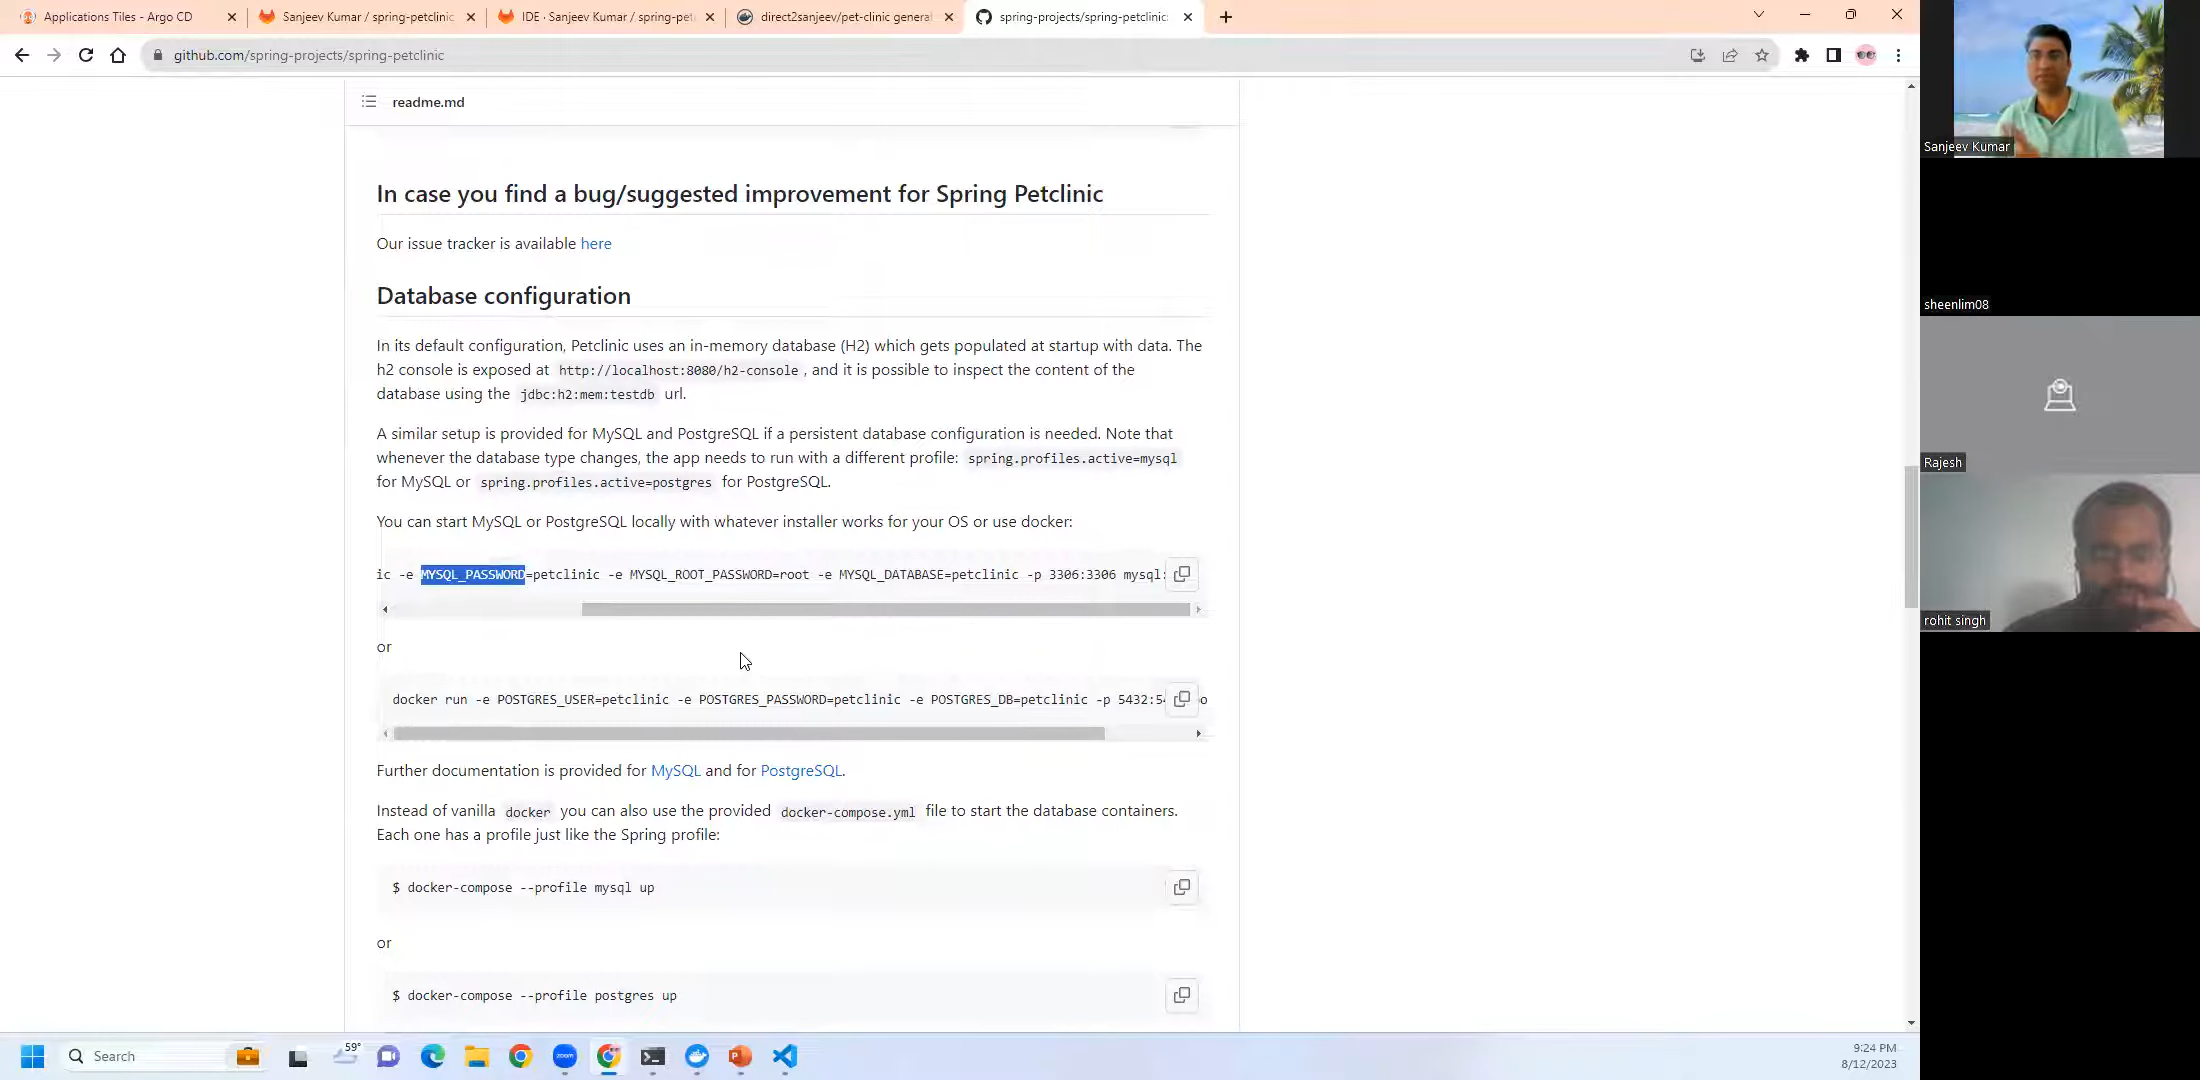 Applications Tiles - Argo CD
Sanjeev Kumar / spring-petclinic
IDE · Sanjeev Kumar / spring-pet
direct2sanjeev/pet-clinic general
spring-projects/spring-petclinic:
github.com/spring-projects/spring-petclinic
readme.md
In case you find a bug/suggested improvement for Spring Petclinic
Our issue tracker is available here
Database configuration
In its default configuration, Petclinic uses an in-memory database (H2) which gets populated at startup with data. The
h2 console is exposed at http://localhost:8080/h2-console , and it is possible to inspect the content of the
database using the jdbc:h2:mem:testdb url.
A similar setup is provided for MySQL and PostgreSQL if a persistent database configuration is needed. Note that
whenever the database type changes, the app needs to run with a different profile: spring.profiles.active=mysql
for MySQL or spring.profiles.active=postgres for PostgreSQL.
You can start MySQL or PostgreSQL locally with whatever installer works for your OS or use docker:
ic -e MYSQL_PASSWORD=petclinic -e MYSQL_ROOT_PASSWORD=root -e MYSQL_DATABASE=petclinic -p 3306:3306 mysql:
or
docker run -e POSTGRES_USER=petclinic -e POSTGRES_PASSWORD=petclinic -e POSTGRES_DB=petclinic -p 5432:54
Further documentation is provided for MySQL and for PostgreSQL.
Instead of vanilla docker you can also use the provided docker-compose.yml file to start the database containers.
Each one has a profile just like the Spring profile:
$ docker-compose --profile mysql up
or
$ docker-compose --profile postgres up
Sanjeev Kumar
sheenlim08
Rajesh
rohit singh
Search
59°
zoom
9:24 PM
8/12/2023